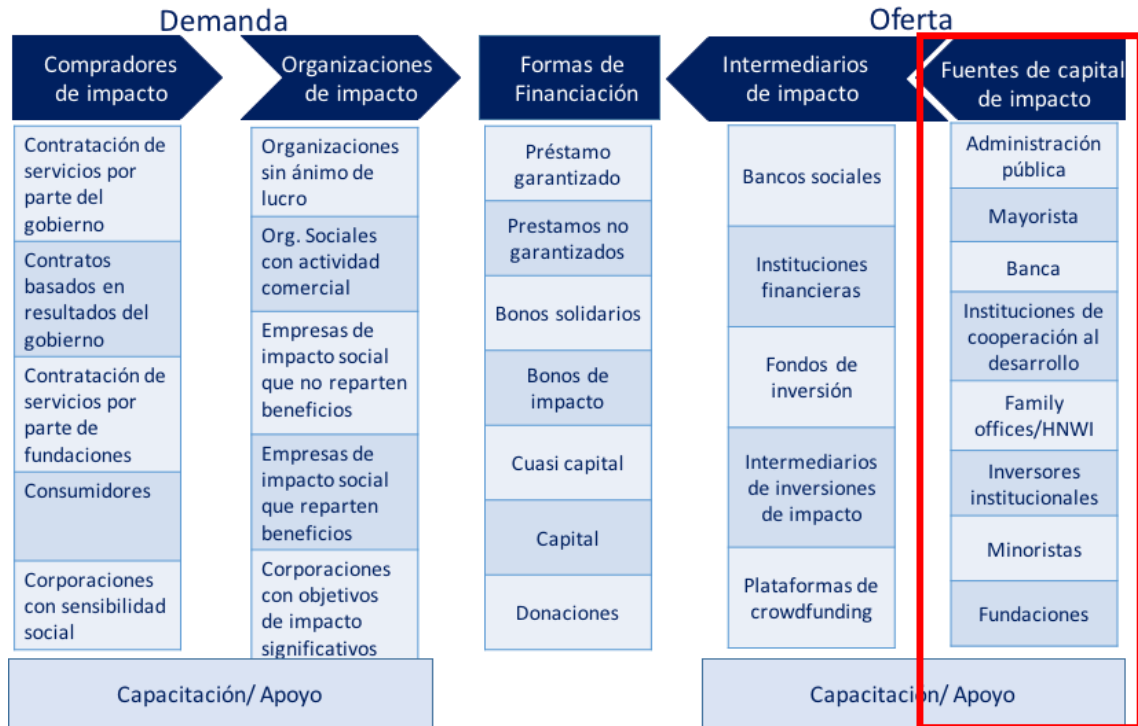 Demanda
Oferta
Compradores
de impacto
Organizaciones
de impacto
Formas de
Financiación
Intermediarios
de impacto
Fuentes de capital
de impacto
Contratación de
servicios por
parte del
gobierno
Contratos
basados en
resultados del
gobierno
Contratación de
servicios por
parte de
fundaciones
Consumidores
Corporaciones
con sensibilidad
social
Organizaciones
sin ánimo de
lucro
Org. Sociales
con actividad
comercial
Empresas de
impacto social
que no reparten
beneficios
Empresas de
impacto social
que reparten
beneficios
Corporaciones
con objetivos
de impacto
significativos
Préstamo
garantizado
Prestamos no
garantizados
Bonos solidarios
Bonos de
impacto
Cuasi capital
Capital
Donaciones
Bancos sociales
Instituciones
financieras
Fondos de
inversión
Intermediarios
de inversiones
de impacto
Plataformas de
crowdfunding
Administración
pública
Mayorista
Banca
Instituciones de
cooperación al
desarrollo
Family
offices/HNWI
Inversores
institucionales
Minoristas
Fundaciones
Capacitación/ Apoyo
Capacitación/ Apoyo